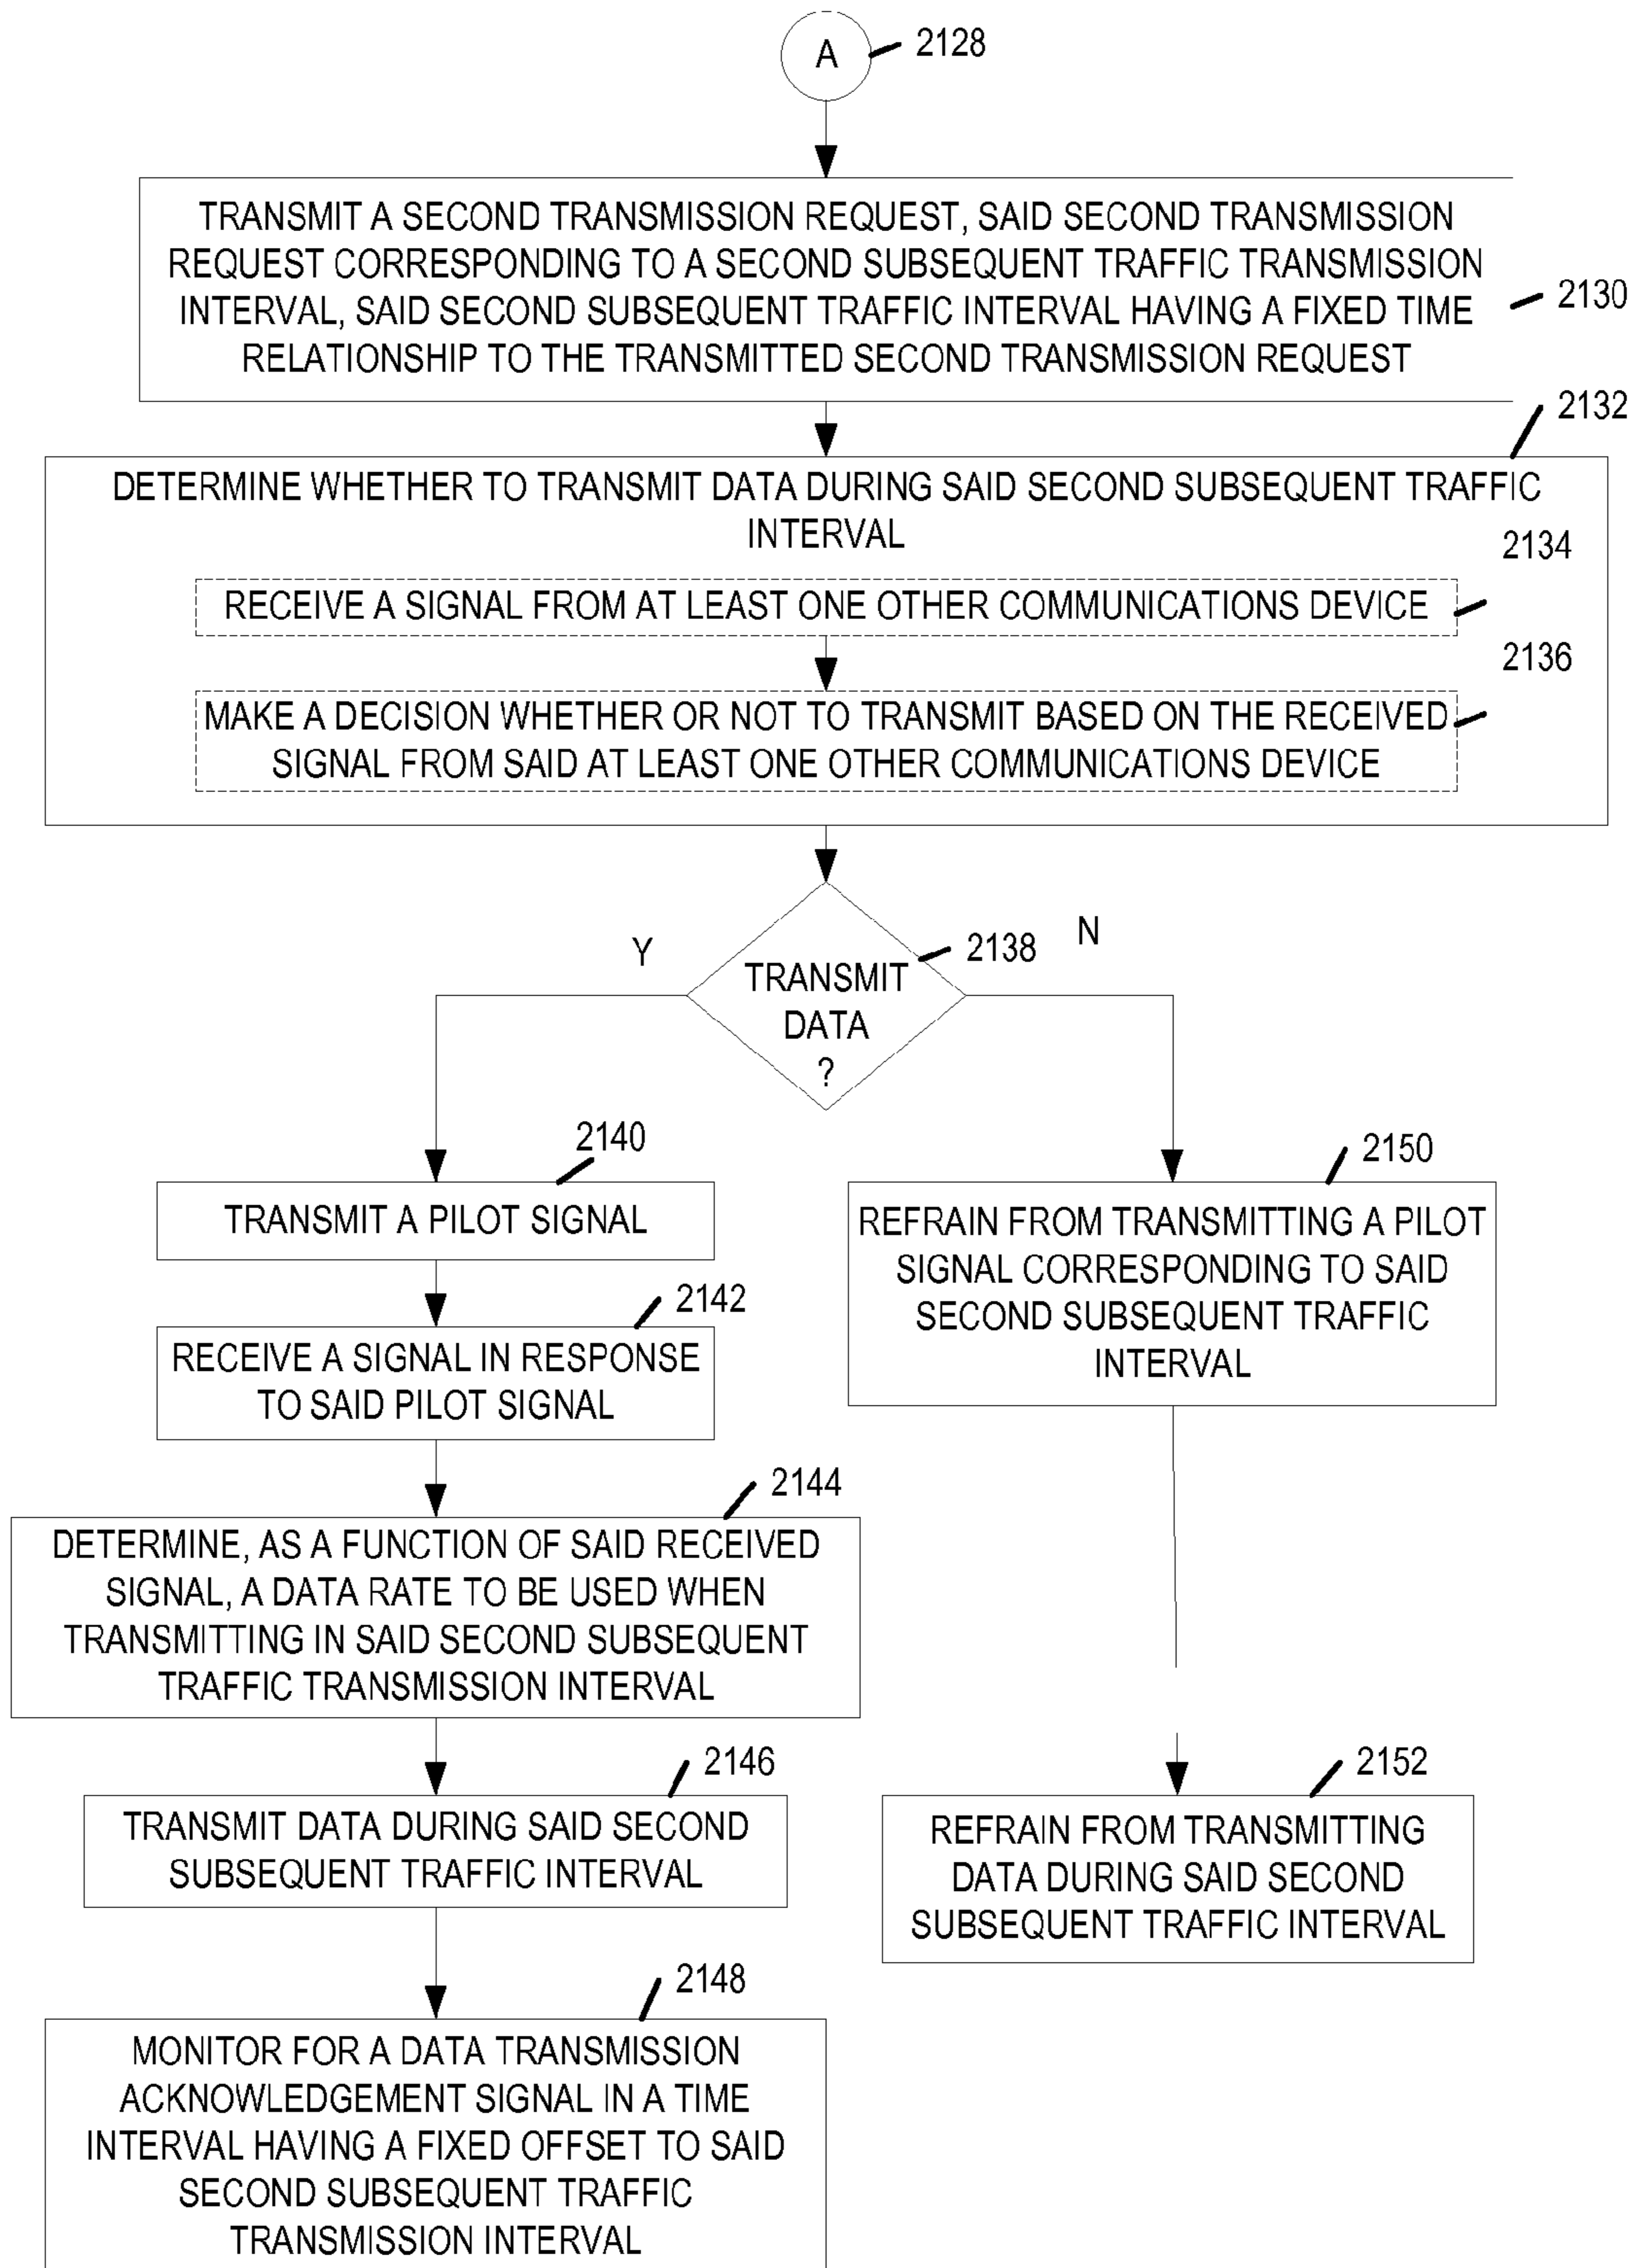 A
2128
TRANSMIT A SECOND TRANSMISSION REQUEST, SAID SECOND TRANSMISSION
REQUEST CORRESPONDING TO A SECOND SUBSEQUENT TRAFFIC TRANSMISSION
INTERVAL, SAID SECOND SUBSEQUENT TRAFFIC INTERVAL HAVING A FIXED TIME
RELATIONSHIP TO THE TRANSMITTED SECOND TRANSMISSION REQUEST
2130
2132
DETERMINE WHETHER TO TRANSMIT DATA DURING SAID SECOND SUBSEQUENT TRAFFIC
INTERVAL
2134
RECEIVE A SIGNAL FROM AT LEAST ONE OTHER COMMUNICATIONS DEVICE
2136
MAKE A DECISION WHETHER OR NOT TO TRANSMIT BASED ON THE RECEIVED
SIGNAL FROM SAID AT LEAST ONE OTHER COMMUNICATIONS DEVICE
Y
2138
N
TRANSMIT
DATA
?
2140
TRANSMIT A PILOT SIGNAL
2142
RECEIVE A SIGNAL IN RESPONSE
TO SAID PILOT SIGNAL
2144
DETERMINE, AS A FUNCTION OF SAID RECEIVED
SIGNAL, A DATA RATE TO BE USED WHEN
TRANSMITTING IN SAID SECOND SUBSEQUENT
TRAFFIC TRANSMISSION INTERVAL
2146
TRANSMIT DATA DURING SAID SECOND
SUBSEQUENT TRAFFIC INTERVAL
2148
MONITOR FOR A DATA TRANSMISSION
ACKNOWLEDGEMENT SIGNAL IN A TIME
INTERVAL HAVING A FIXED OFFSET TO SAID
SECOND SUBSEQUENT TRAFFIC
TRANSMISSION INTERVAL
2150
REFRAIN FROM TRANSMITTING A PILOT
SIGNAL CORRESPONDING TO SAID
SECOND SUBSEQUENT TRAFFIC
INTERVAL
2152
REFRAIN FROM TRANSMITTING
DATA DURING SAID SECOND
SUBSEQUENT TRAFFIC INTERVAL